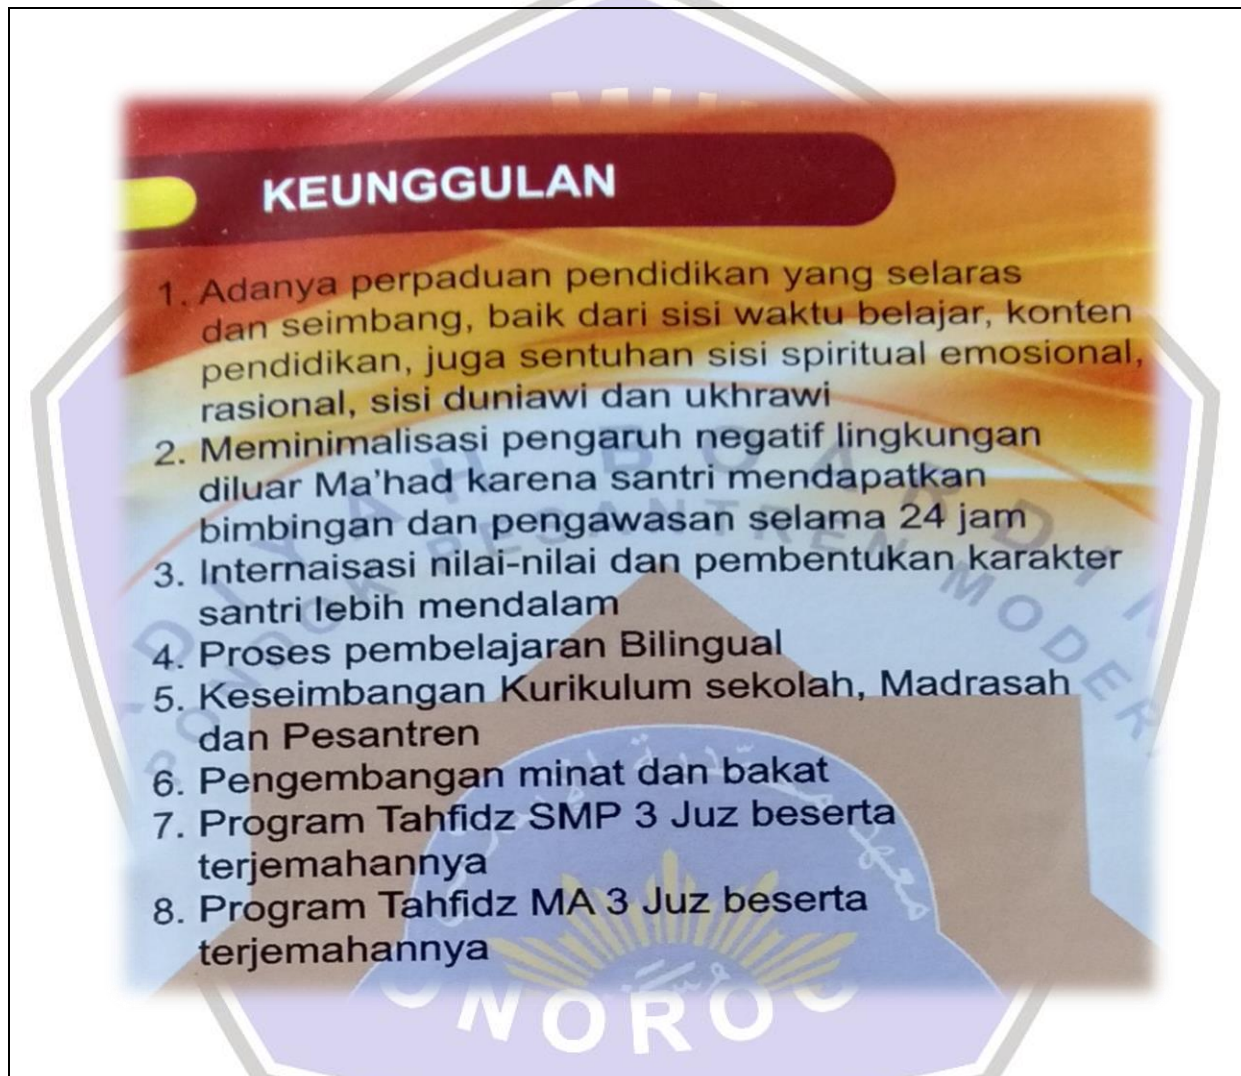 KEUNGGULAN
1. Adanya perpaduan pendidikan yang selaras
dan seimbang, baik dari sisi waktu belajar, konten
pendidikan, juga sentuhan sisi spiritual emosional,
rasional, sisi duniawi dan ukhrawi
2. Meminimalisasi pengaruh negatif lingkungan
diluar Ma'had karena santri mendapatkan
bimbingan dan pengawasan selama 24 jam
3. Internaisasi nilai-nilai dan pembentukan karakter
santri lebih mendalam
4. Proses pembelajaran Bilingual
5. Keseimbangan Kurikulum sekolah, Madrasah
dan Pesantren
6. Pengembangan minat dan bakat
7. Program Tahfidz SMP 3 Juz beserta
terjemahannya
8. Program Tahfidz MA 3 Juz beserta
terjemahannya
PONDOK PESANTREN MODERN